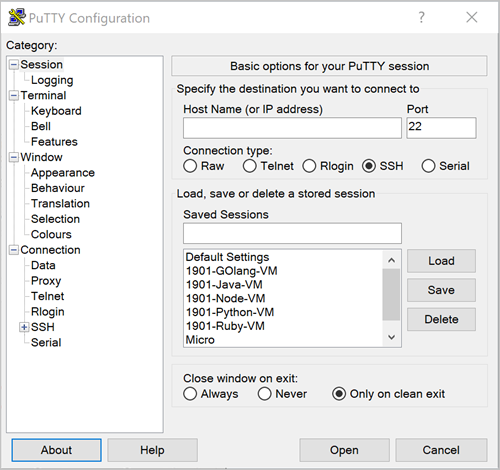 PuTTY Configuration
Category:
Session
Logging
Terminal
Keyboard
Bell
Features
Window
Appearance
Behaviour
Translation
Selection
Colours
Connection
Data
Proxy
Telnet
Rlogin
SSH
Serial
Basic options for your PuTTY session
Specify the destination you want to connect to
Host Name (or IP address) Port
22
Connection type:
Raw Telnet Rlogin SSH Serial
Load, save or delete a stored session
Saved Sessions
Default Settings
1901-GOlang-VM
1901-Java-VM
1901-Node-VM
1901-Python-VM
1901-Ruby-VM
Micro
Load
Save
Delete
Close window on exit:
Always Never Only on clean exit
About Help Open Cancel